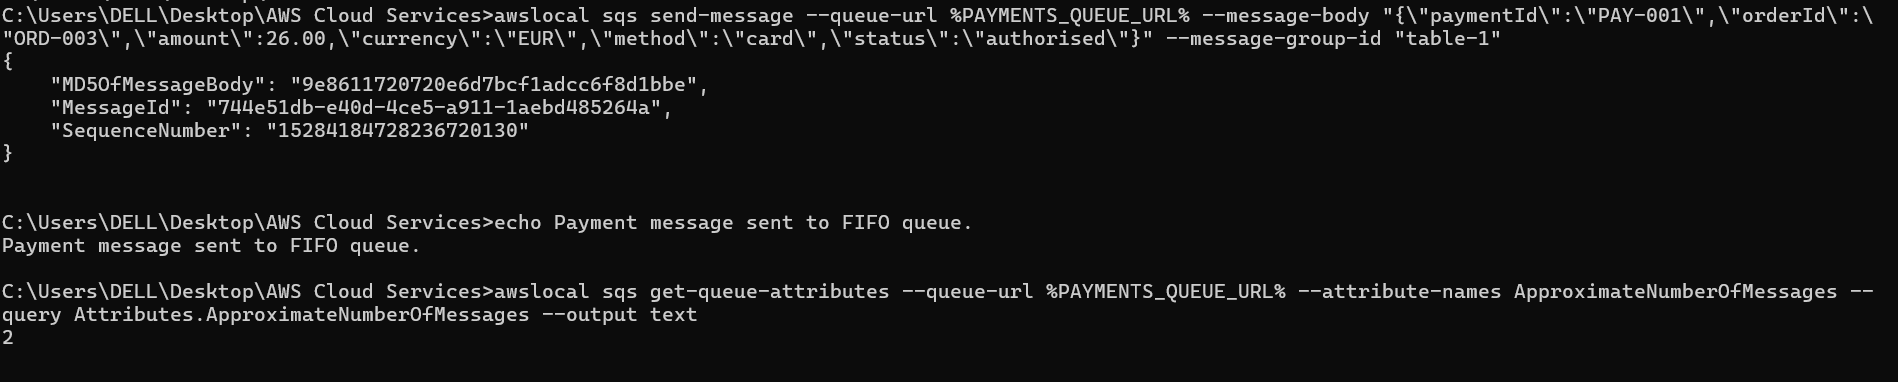 C:\Users\DELL\Desktop\AWS Cloud Services>awslocal sqs send-message --queue-url %PAYMENTS_QUEUE_URL% --message-body "{\"paymentId\":\"PAY-001\",\"orderId\":\
"ORD-003\",\"amount\":26.00,\"currency\":\"EUR\",\"method\":\"card\",\"status\":\"authorised\"}" --message-group-id "table-1"
{
    "MD5OfMessageBody": "9e8611720720e6d7bcf1adcc6f8d1bbe",
    "MessageId": "744e51db-e40d-4ce5-a911-1aebd485264a",
    "SequenceNumber": "15284184728236720130"
}
C:\Users\DELL\Desktop\AWS Cloud Services>echo Payment message sent to FIFO queue.
Payment message sent to FIFO queue.
C:\Users\DELL\Desktop\AWS Cloud Services>awslocal sqs get-queue-attributes --queue-url %PAYMENTS_QUEUE_URL% --attribute-names ApproximateNumberOfMessages --
query Attributes.ApproximateNumberOfMessages --output text
2